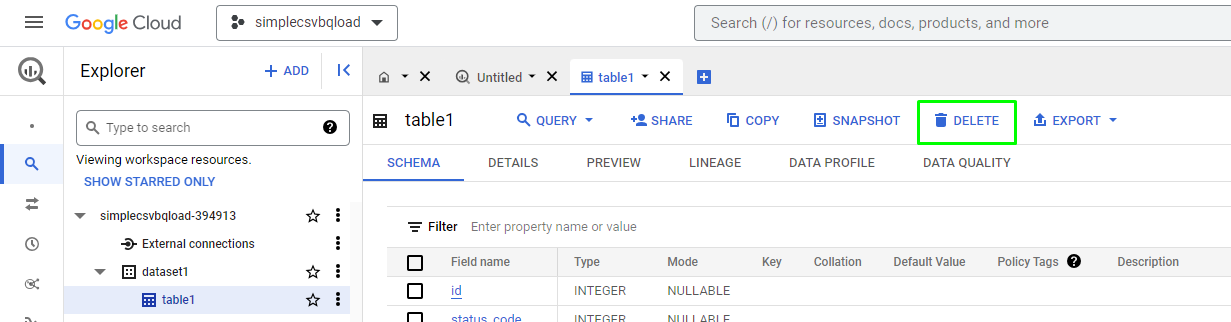 Google Cloud simplecsvbqload Search (/) for resources, docs, products, and more
Explorer + ADD
Untitled table1
Type to search ?
table1 QUERY SHARE COPY SNAPSHOT DELETE EXPORT
Viewing workspace resources.
SHOW STARRED ONLY
SCHEMA DETAILS PREVIEW LINEAGE DATA PROFILE DATA QUALITY
simplecsvbqload-394913
External connections
dataset1
table1
Filter Enter property name or value
Field name Type Mode Key Collation Default Value Policy Tags ? Description
id INTEGER NULLABLE
status_code INTEGER NULLABLE